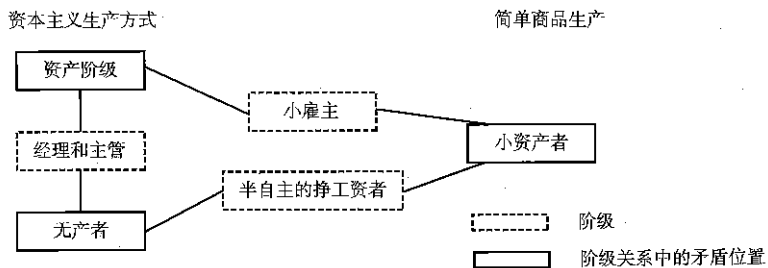 资本主义生产方式
简单商品生产
资产阶级
小雇主
小资产者
经理和主管
半自主的挣工资者
无产者
阶级
阶级关系中的矛盾位置